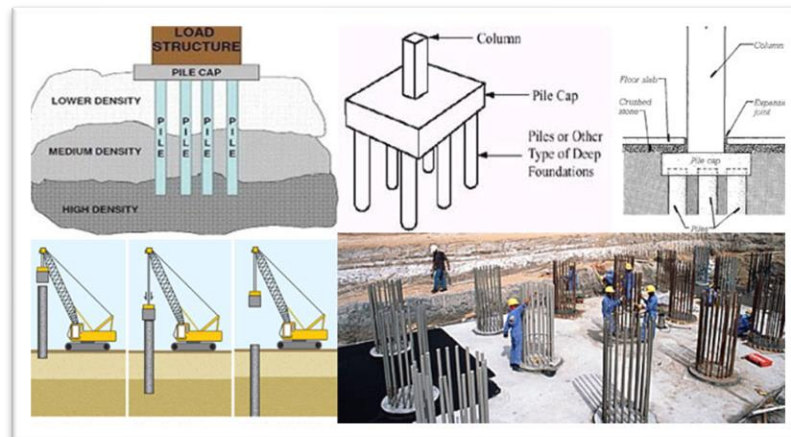 LOAD
STRUCTURE
PILE CAP
LOWER DENSITY
MEDIUM DENSITY
HIGH DENSITY
PILE
PILE
PILE
PILE
Column
Pile Cap
Piles or Other
Type of Deep
Foundations
Column
Floor slab
Crushed
stone
joint
Pile cap
Piles